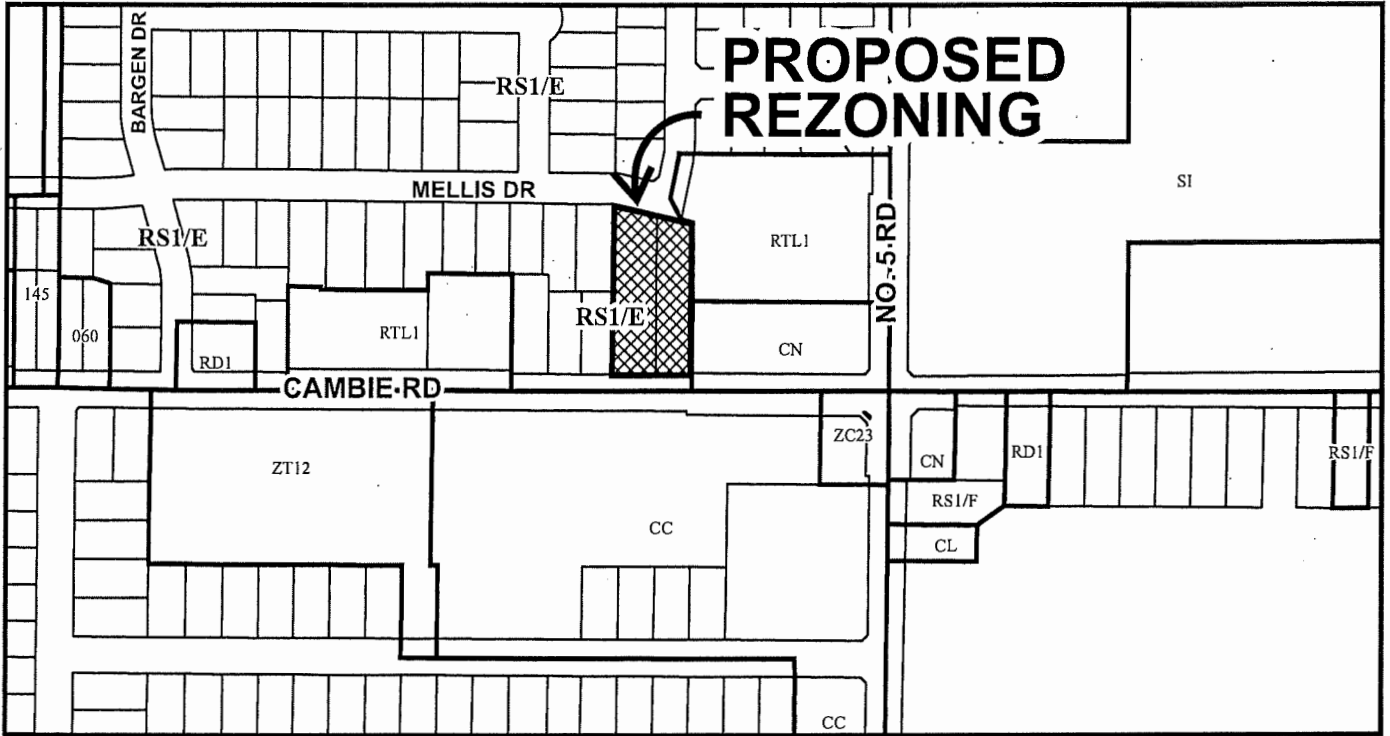 BARGEN DR
RS1/E
PROPOSED
REZONING
MELLIS DR
SI
RS1/E
RTL1
NO. 5 RD
145
060
RD1
RTL1
RS1/E
CN
CAMBIE RD
ZT12
ZC23
CN
RD1
RS1/F
RS1/F
CC
CL
CC